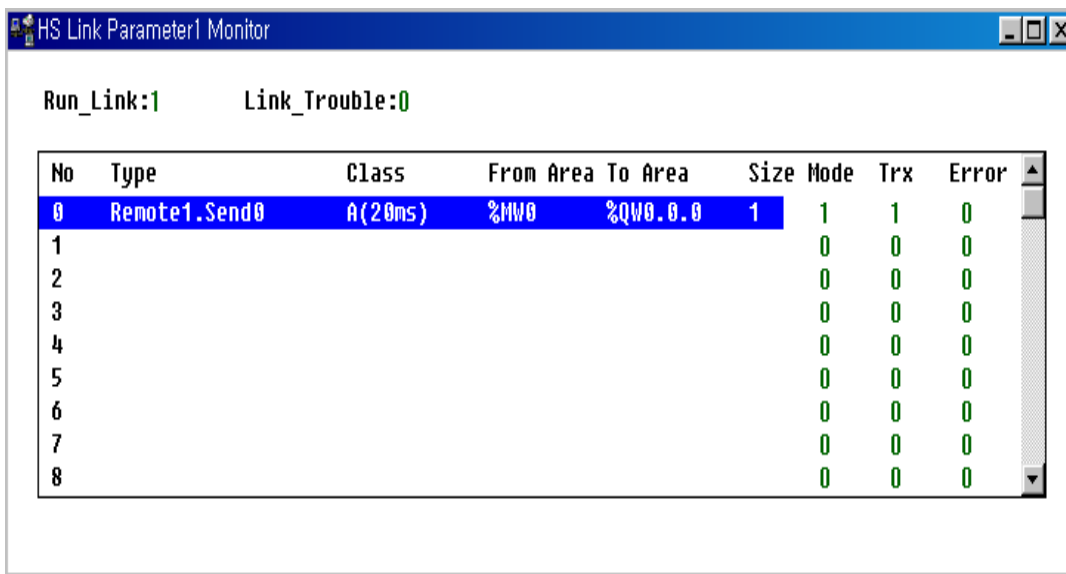 HS Link Parameter1 Monitor
Run_Link:1 Link_Trouble:0
No Type Class From Area To Area Size Mode Trx Error
0 Remote1.Send0 A(20ms) %MW0 %QW0.0.0 1 1 1 0
1 0 0 0
2 0 0 0
3 0 0 0
4 0 0 0
5 0 0 0
6 0 0 0
7 0 0 0
8 0 0 0